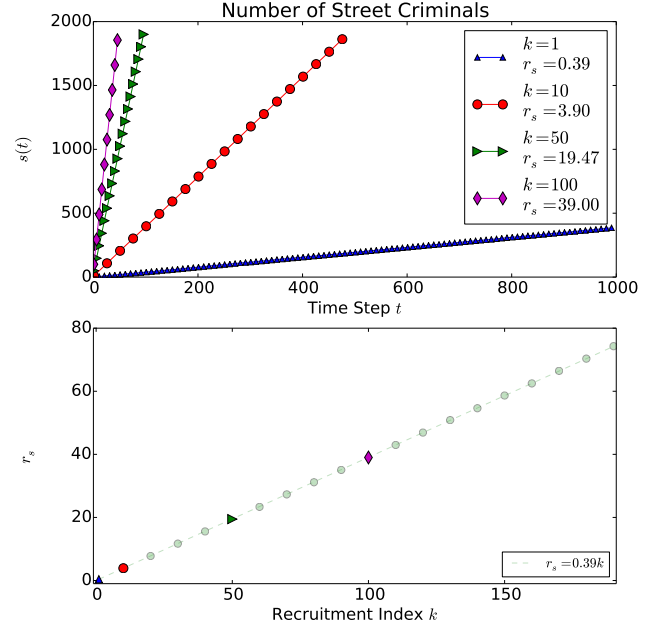 Number of Street Criminals
2000
1500
1000
500
0
s(t)
k=1
r_s=0.39
k=10
r_s=3.90
k=50
r_s=19.47
k=100
r_s=39.00
0 200 400 600 800 1000
Time Step t
80
60
40
20
0
r_s
r_s=0.39k
0 50 100 150
Recruitment Index k